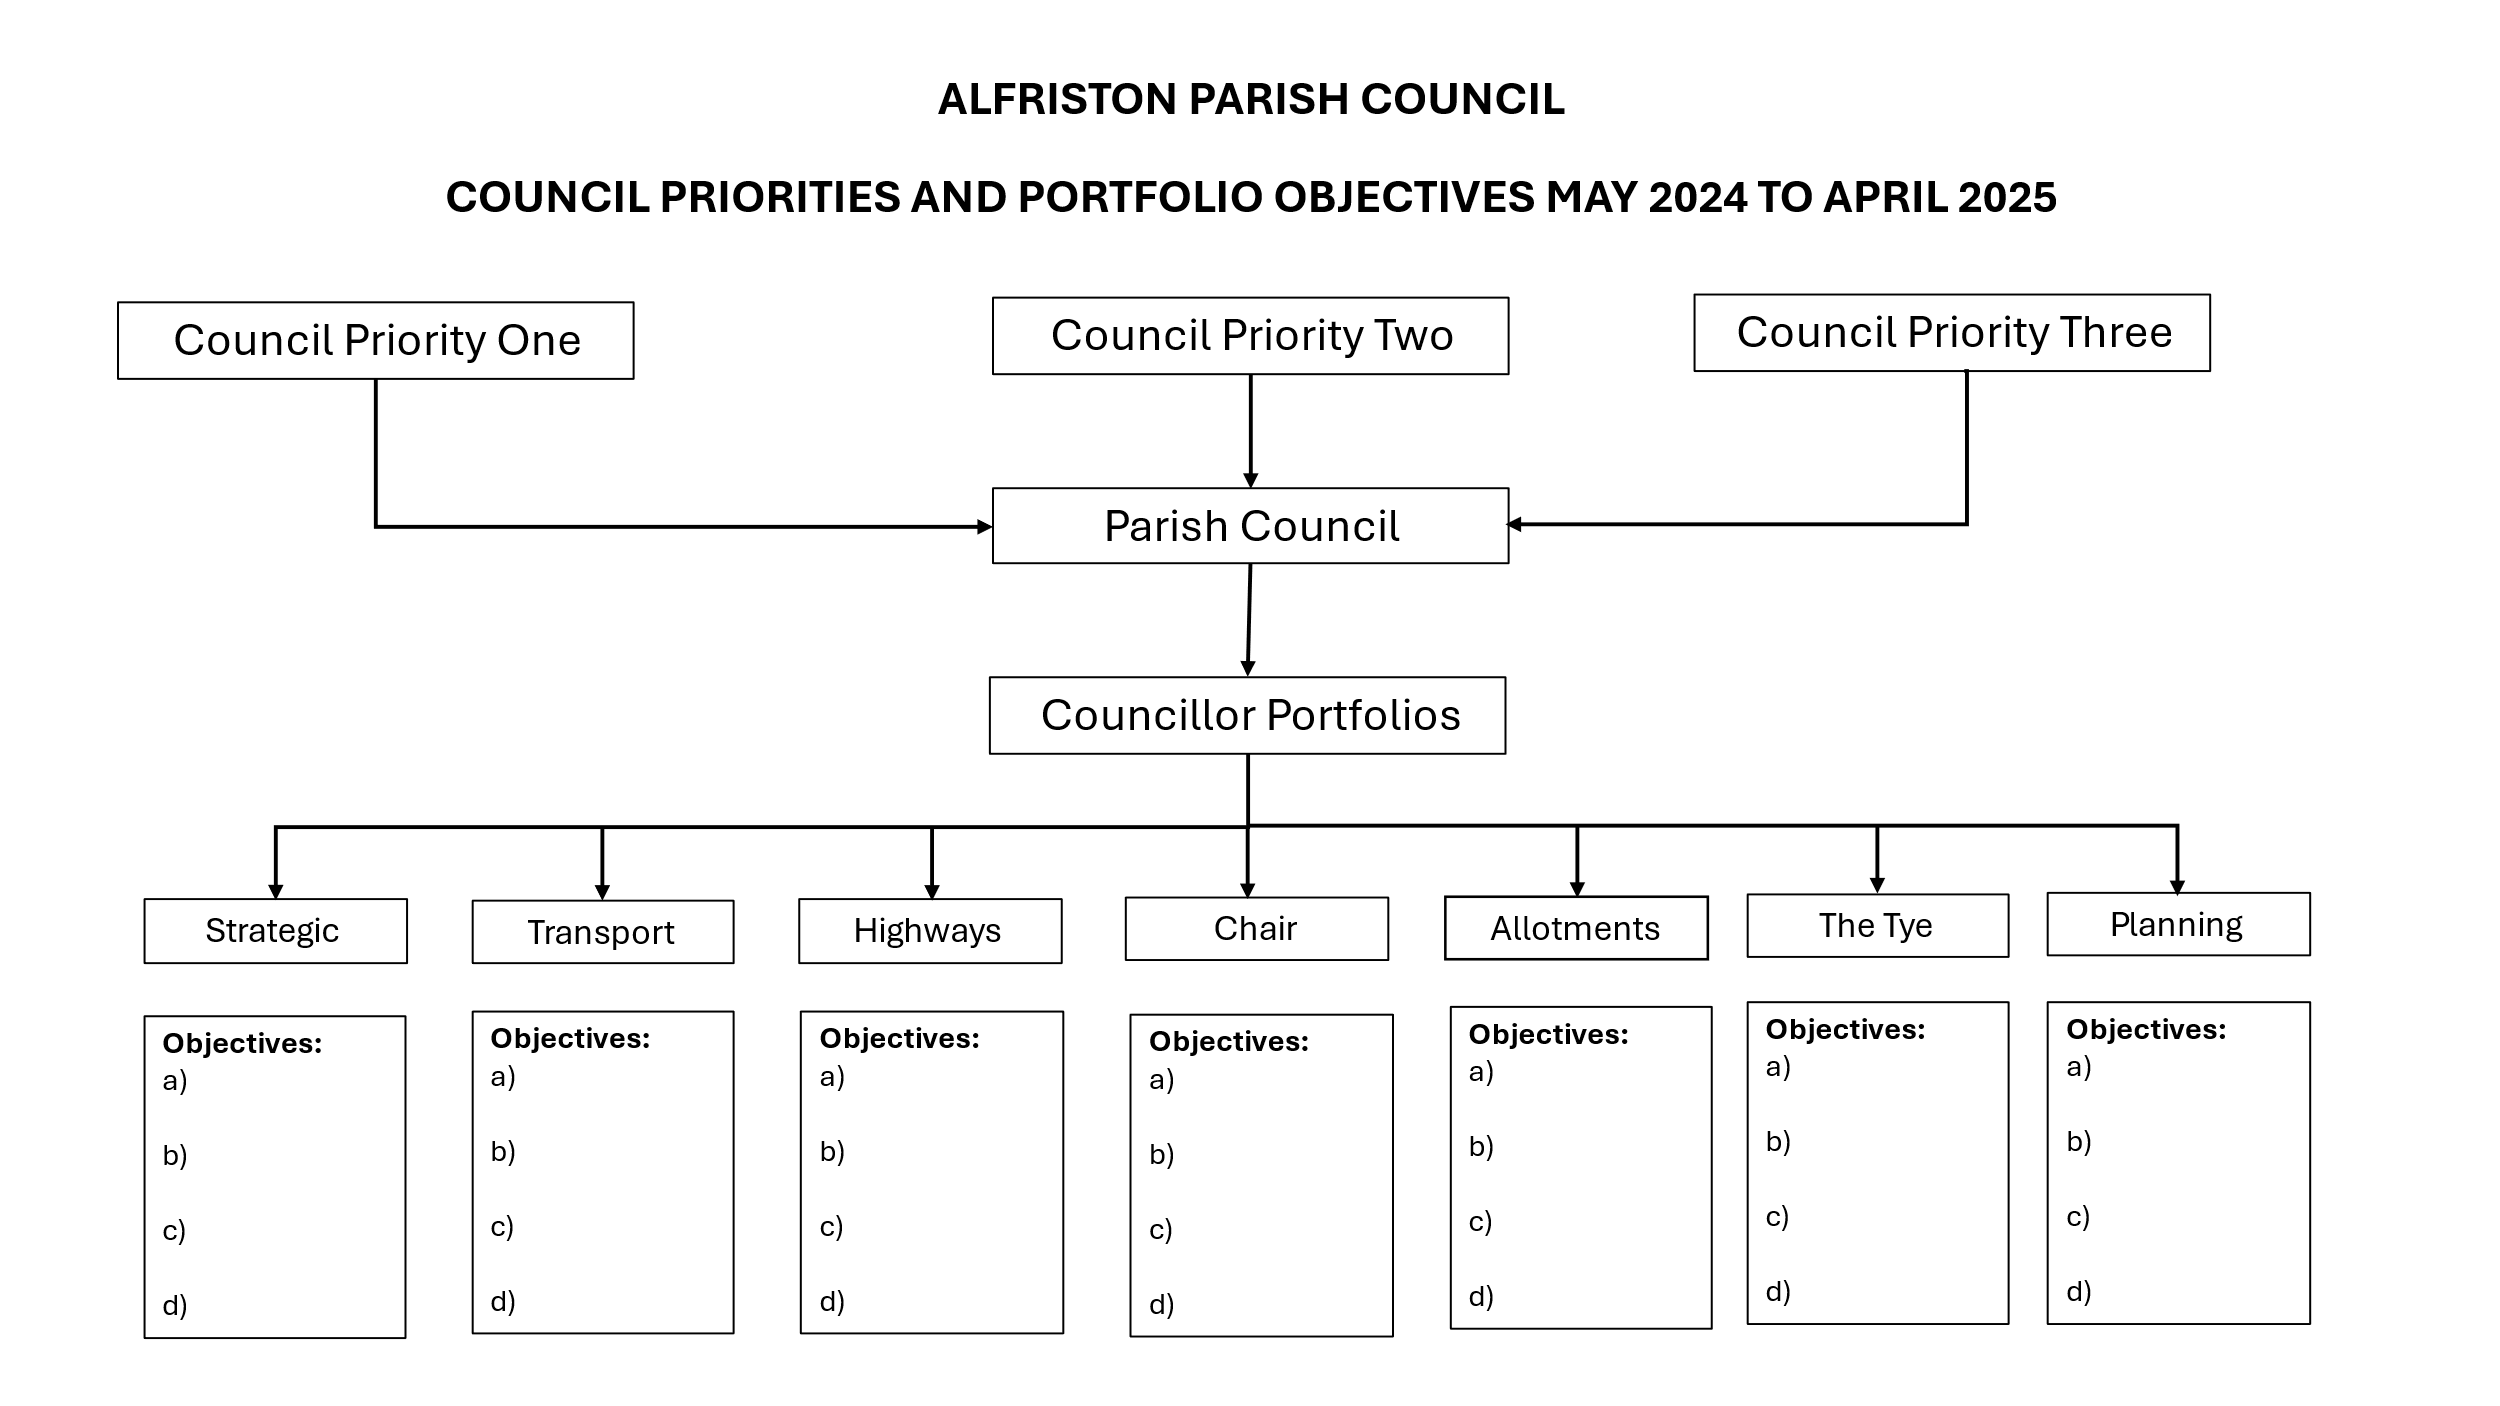 ALFRISTON PARISH COUNCIL
COUNCIL PRIORITIES AND PORTFOLIO OBJECTIVES MAY 2024 TO APRIL 2025
Council Priority One
Council Priority Two
Council Priority Three
Parish Council
Councillor Portfolios
Strategic
Transport
Highways
Chair
Allotments
The Tye
Planning
Objectives:
a)
b)
c)
d)
Objectives:
a)
b)
c)
d)
Objectives:
a)
b)
c)
d)
Objectives:
a)
b)
c)
d)
Objectives:
a)
b)
c)
d)
Objectives:
a)
b)
c)
d)
Objectives:
a)
b)
c)
d)